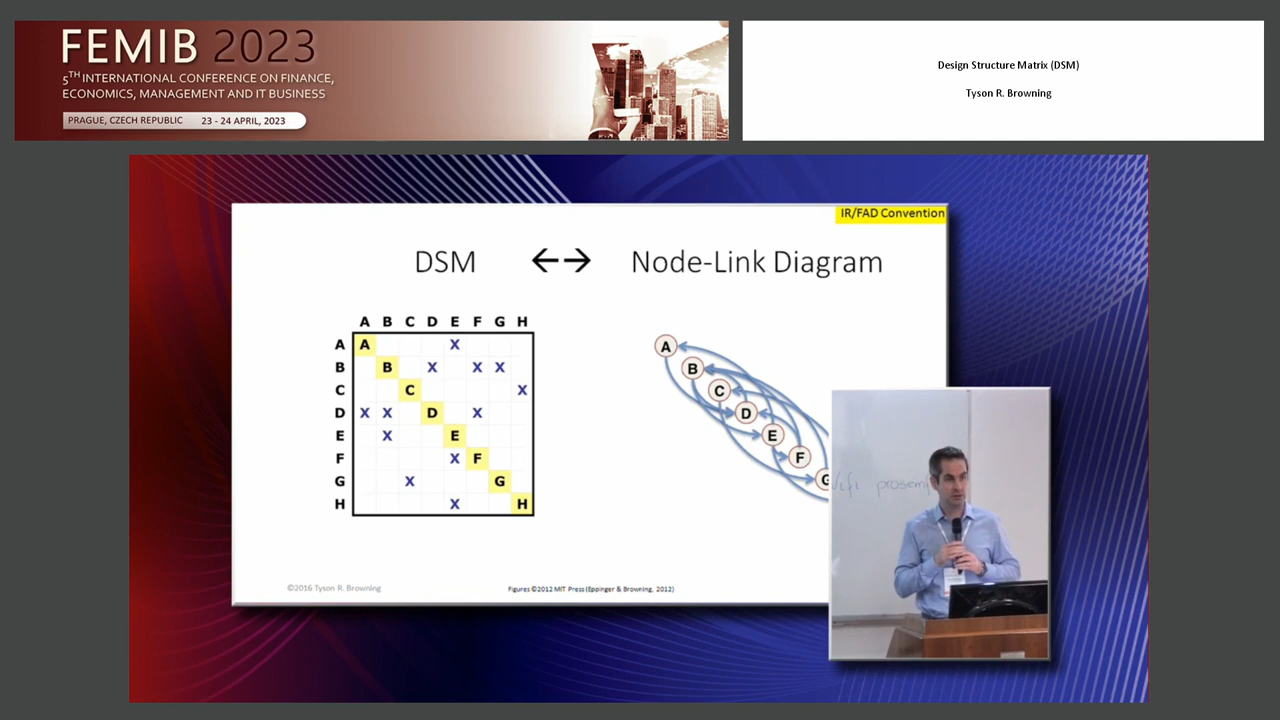 FEMIB 2023
5TH INTERNATIONAL CONFERENCE ON FINANCE,
ECONOMICS, MANAGEMENT AND IT BUSINESS
PRAGUE, CZECH REPUBLIC 23 - 24 APRIL, 2023
Design Structure Matrix (DSM)
Tyson R. Browning
IR/FAD Convention
DSM ←→ Node-Link Diagram
A B C D E F G H
A A X
B B X X X
C C X
D X X D X
E X E
F X F
G X G
H X H
A
B
C
D
E
F
G
©2016 Tyson R. Browning
Figures ©2012 MIT Press (Eppinger & Browning, 2012)